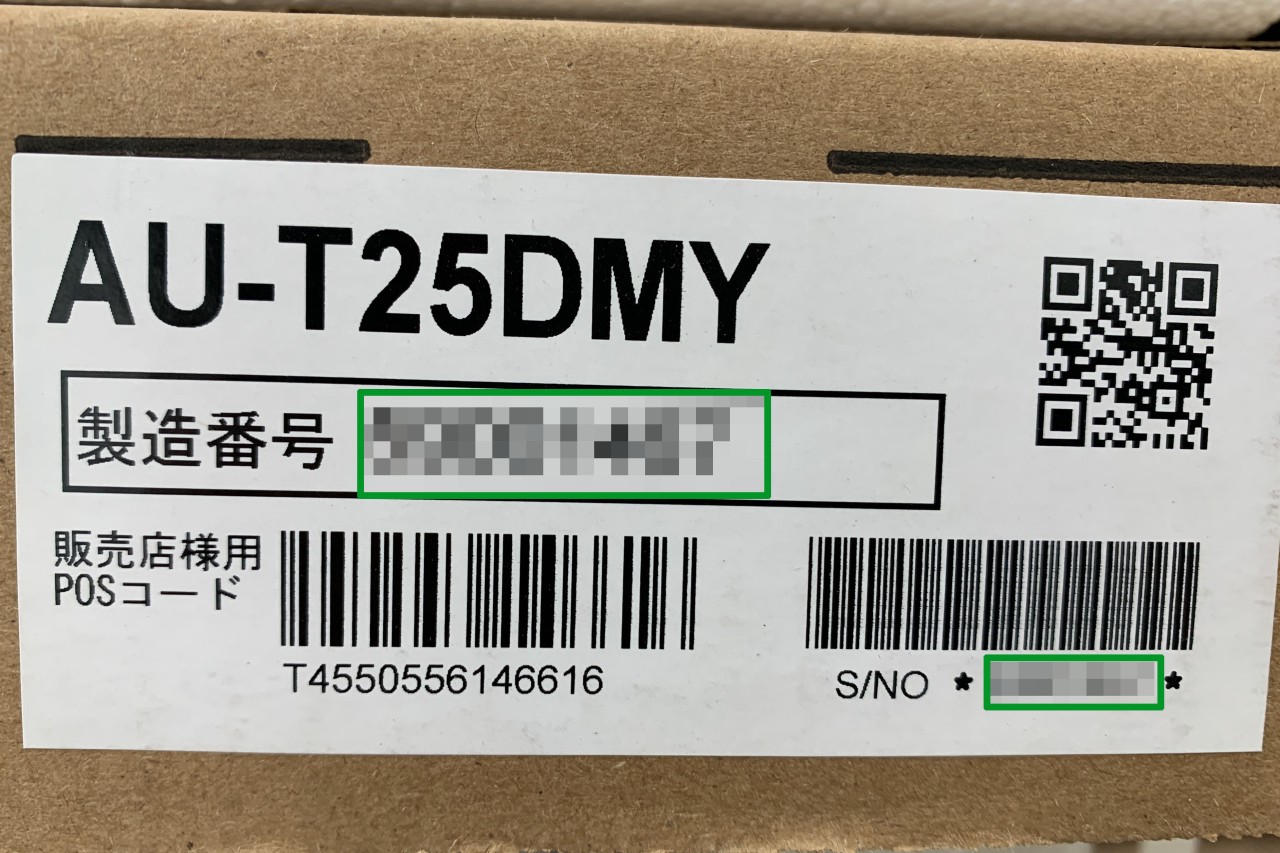 AU-T25DMY
製造番号
販売店様用
POSコード
T4550556146616
S/NO * *